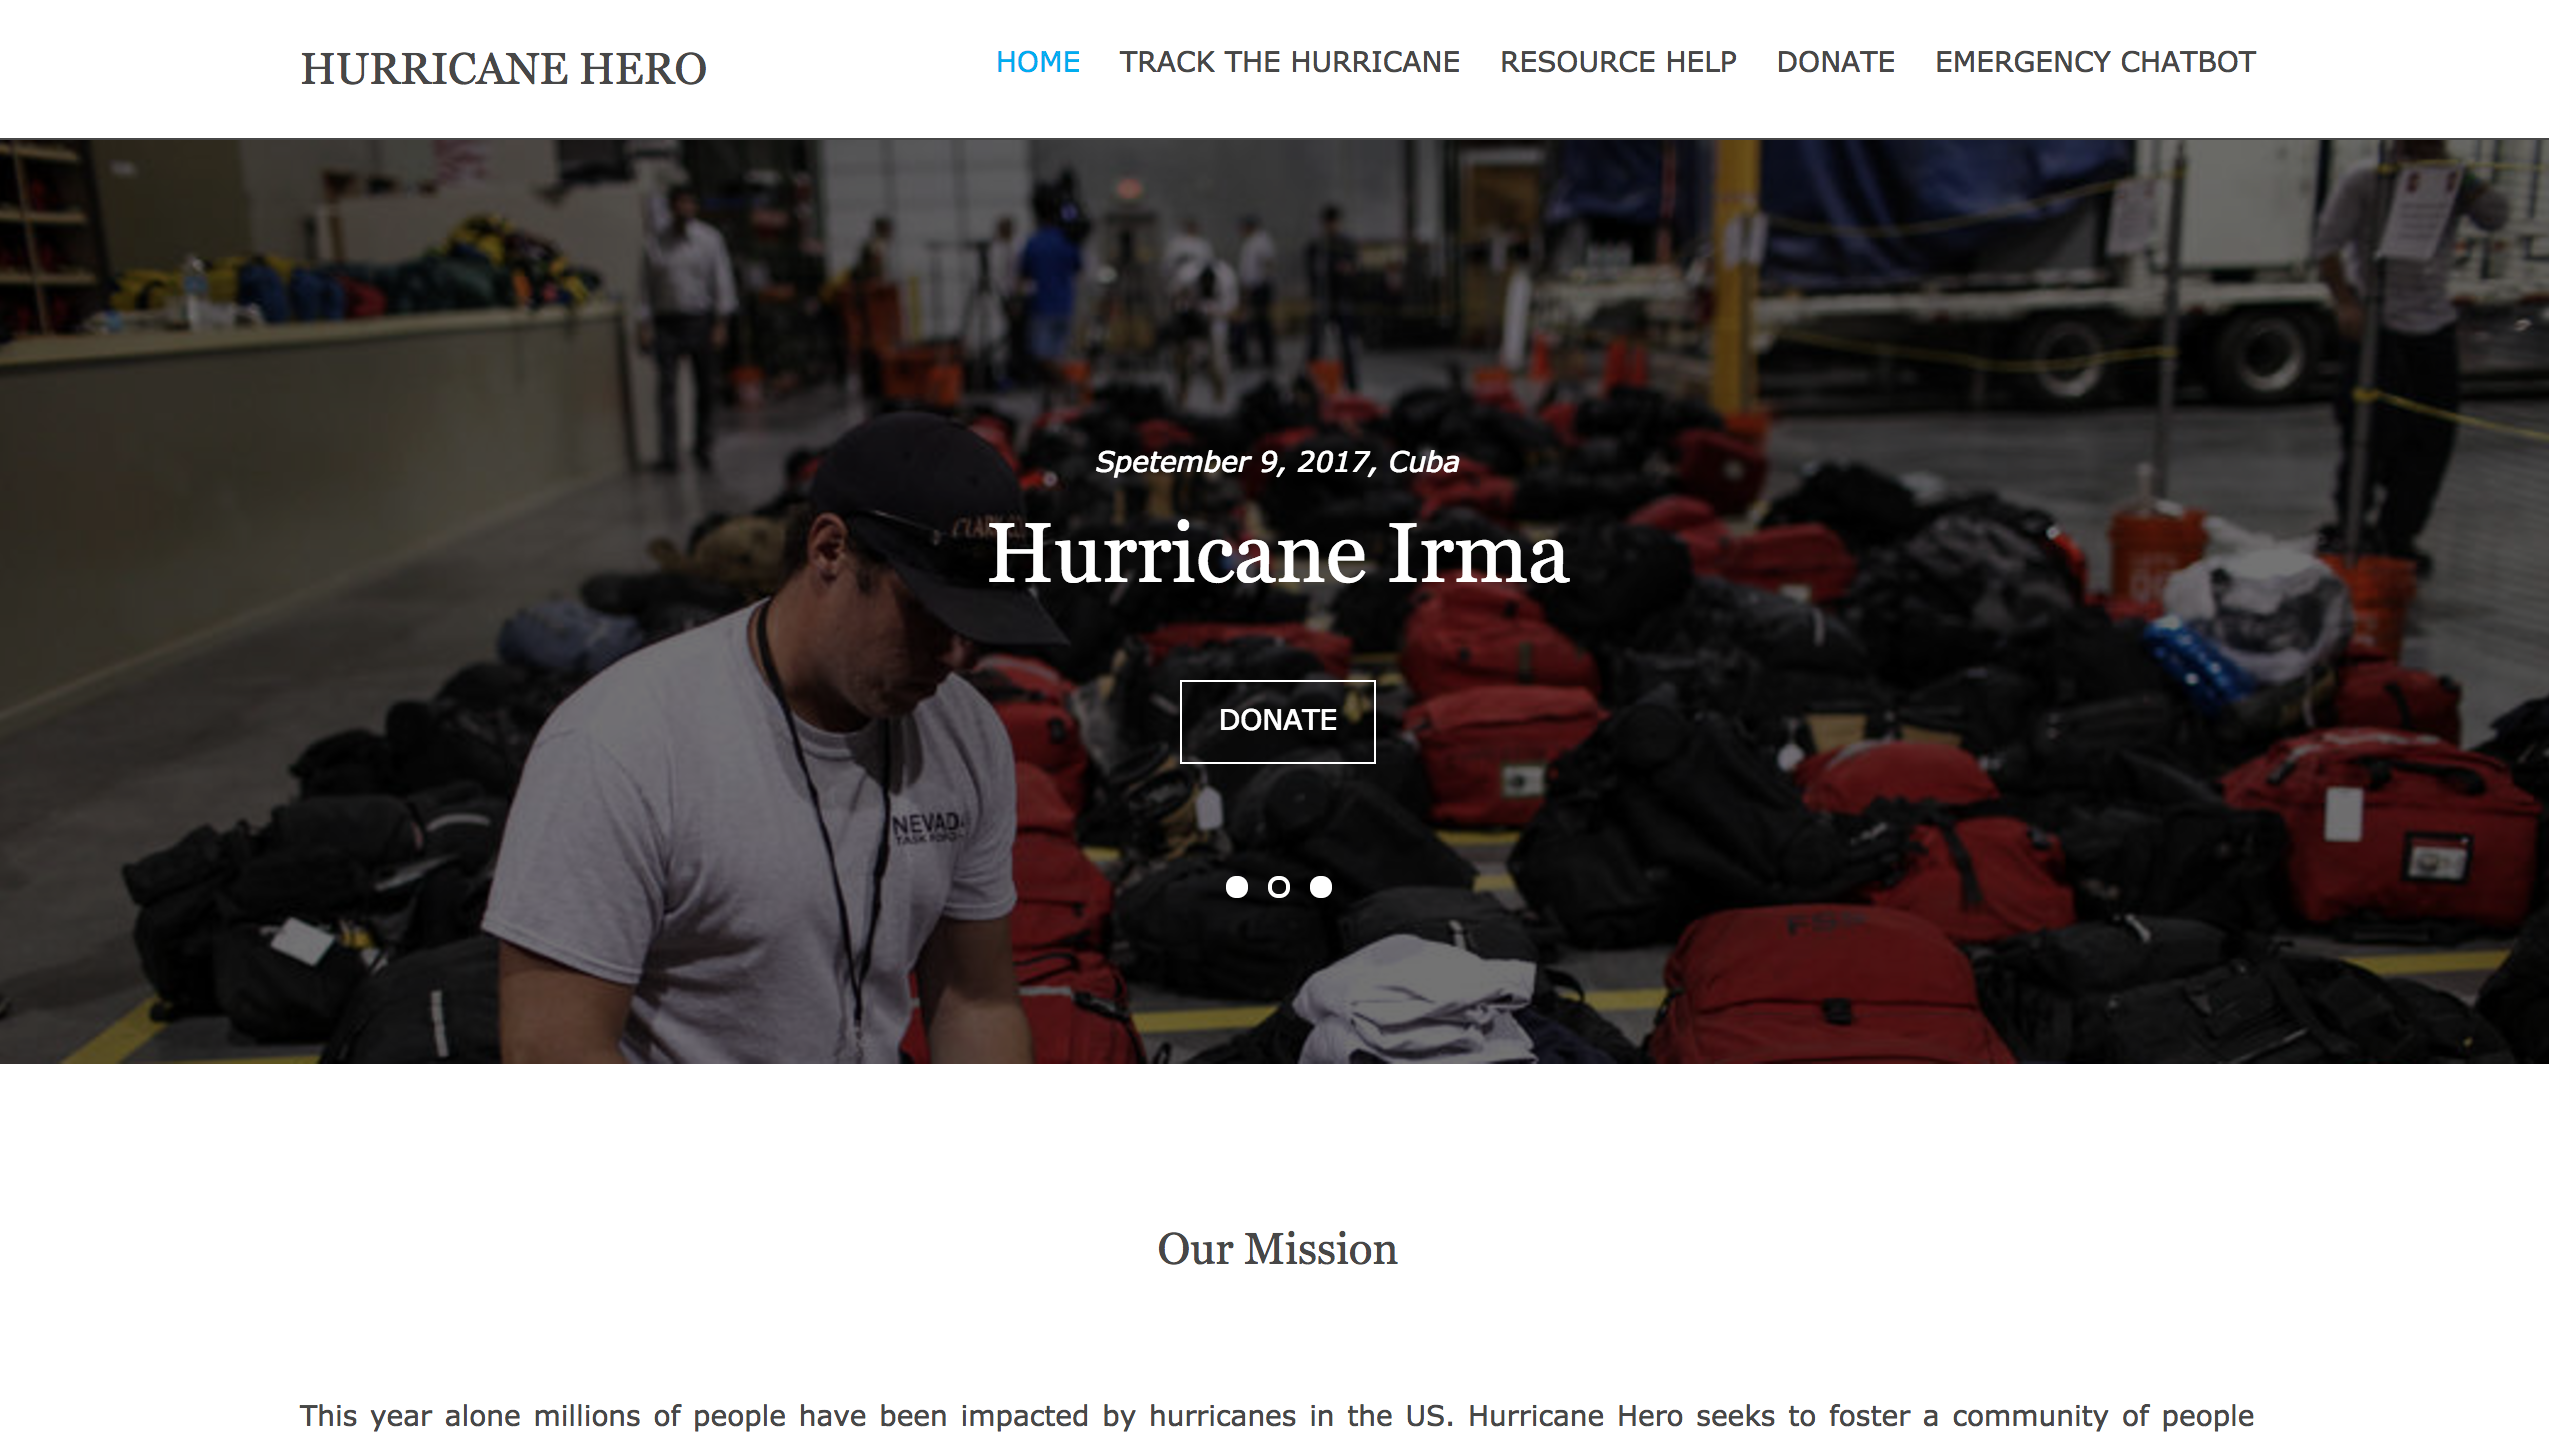 HURRICANE HERO
HOME TRACK THE HURRICANE RESOURCE HELP DONATE EMERGENCY CHATBOT
Spetember 9, 2017, Cuba
Hurricane Irma
DONATE
NEVAD
TASK
Our Mission
This year alone millions of people have been impacted by hurricanes in the US. Hurricane Hero seeks to foster a community of people